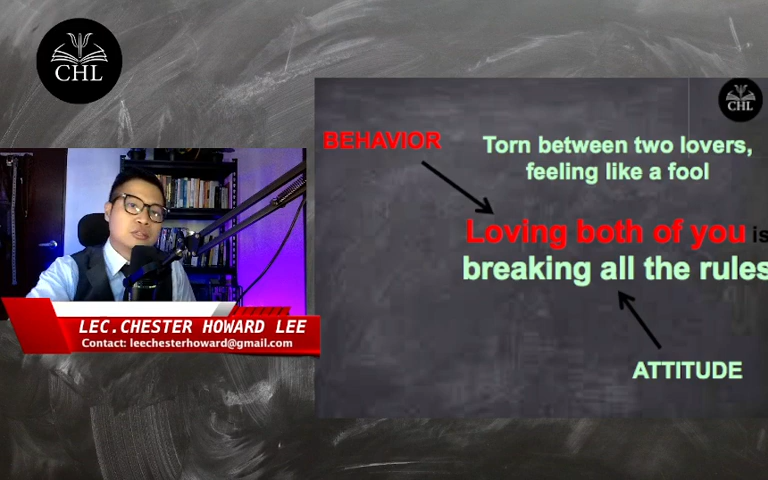 CHL
CHL
BEHAVIOR
Torn between two lovers,
feeling like a fool
Loving both of you is
breaking all the rules
ATTITUDE
LEC.CHESTER HOWARD LEE
Contact: leechesterhoward@gmail.com